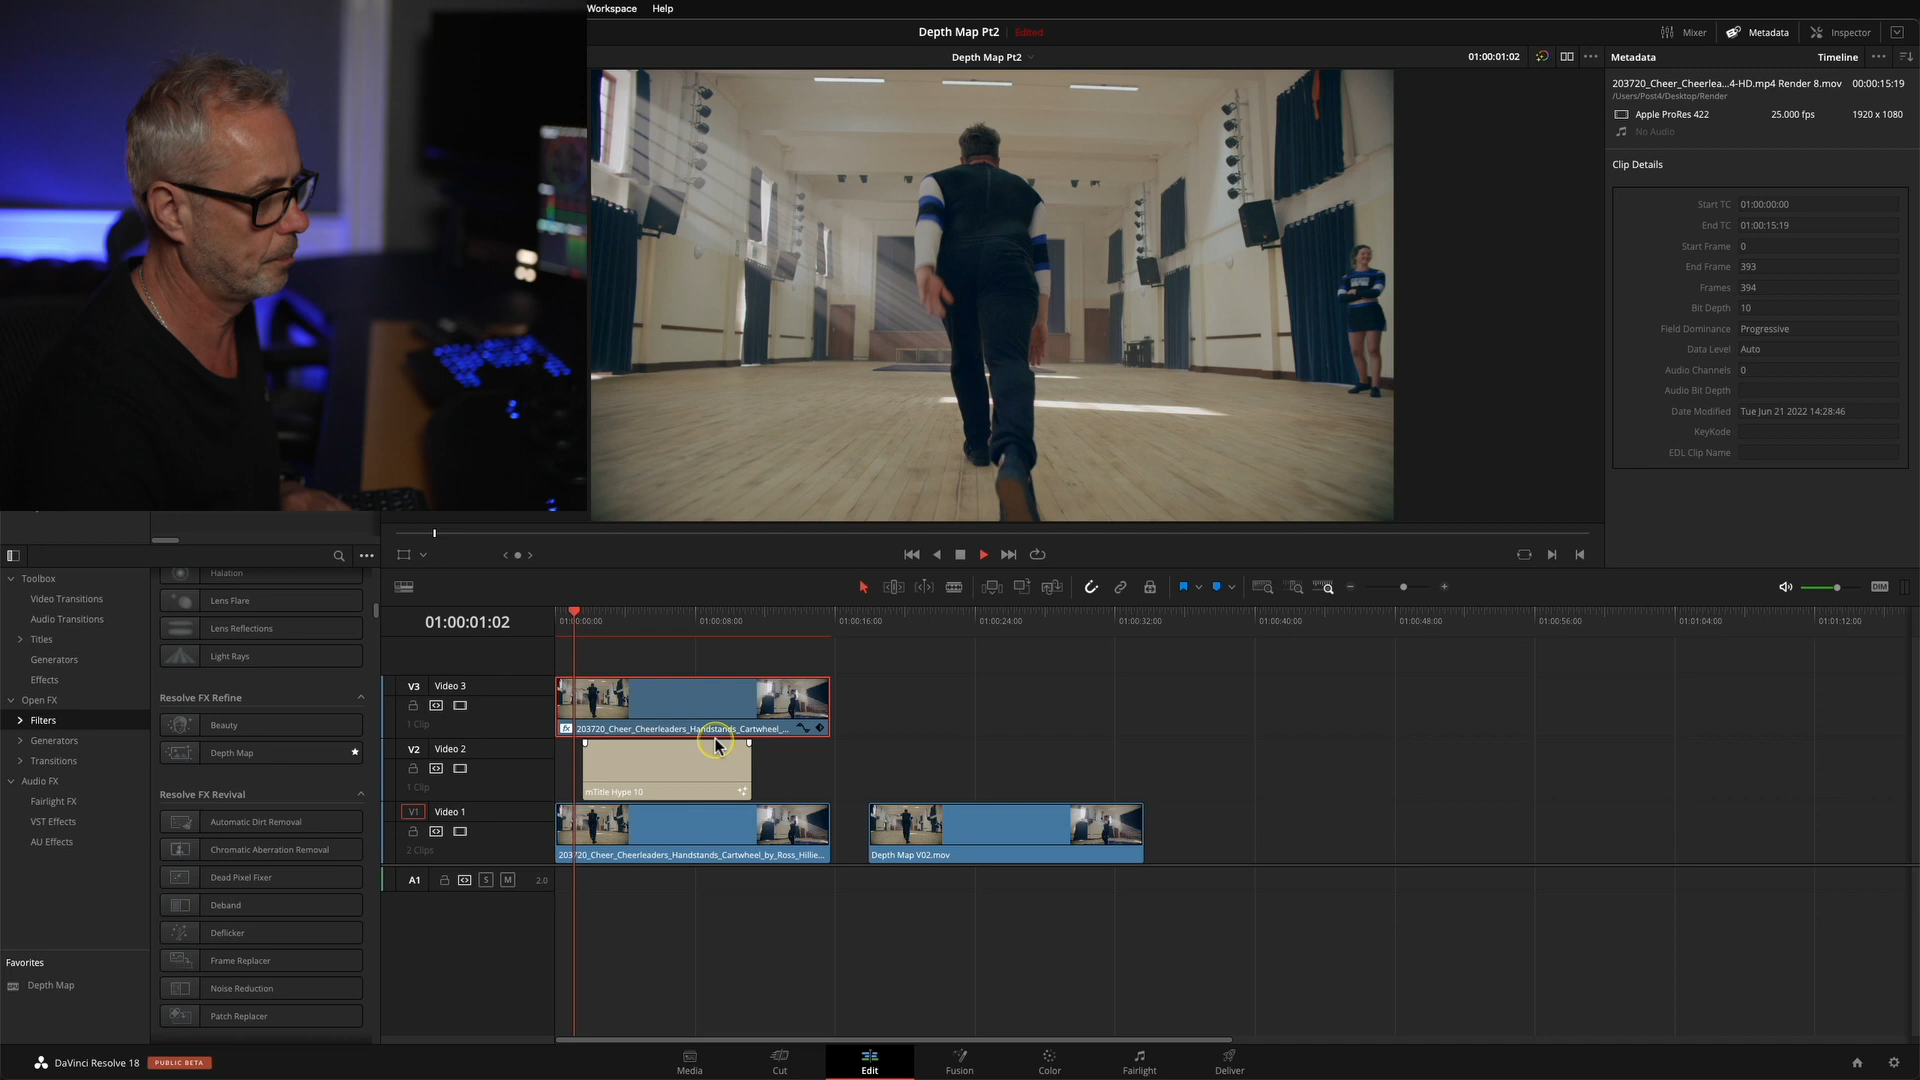 Workspace Help
Depth Map Pt2 Edited
Mixer Metadata Inspector
Depth Map Pt2
01:00:01:02
Metadata Timeline
203720_Cheer_Cheerlea...4-HD.mp4 Render 8.mov 00:00:15:19
/Users/Post4/Desktop/Render
Apple ProRes 422 25.000 fps 1920 x 1080
No Audio
Clip Details
Start TC 01:00:00:00
End TC 01:00:15:19
Start Frame 0
End Frame 393
Frames 394
Bit Depth 10
Field Dominance Progressive
Data Level Auto
Audio Channels 0
Audio Bit Depth
Date Modified Tue Jun 21 2022 14:28:46
KeyKode
EDL Clip Name
Toolbox
Video Transitions
Audio Transitions
Titles
Generators
Effects
Open FX
Filters
Generators
Transitions
Audio FX
Fairlight FX
VST Effects
AU Effects
Favorites
Depth Map
Halation
Lens Flare
Lens Reflections
Light Rays
Resolve FX Refine
Beauty
Depth Map
Resolve FX Revival
Automatic Dirt Removal
Chromatic Aberration Removal
Dead Pixel Fixer
Deband
Deflicker
Frame Replacer
Noise Reduction
Patch Replacer
DIM
01:00:01:02
01:00:00:00 01:00:08:00 01:00:16:00 01:00:24:00 01:00:32:00 01:00:40:00 01:00:48:00 01:00:56:00 01:01:04:00 01:01:12:00
V3 Video 3
1 Clip
203720_Cheer_Cheerleaders_Handstands_Cartwheel_...
V2 Video 2
1 Clip
mTitle Hype 10
V1 Video 1
2 Clips
203720_Cheer_Cheerleaders_Handstands_Cartwheel_by_Ross_Hillie...
Depth Map V02.mov
A1 S M 2.0
DaVinci Resolve 18 PUBLIC BETA
Media Cut Edit Fusion Color Fairlight Deliver